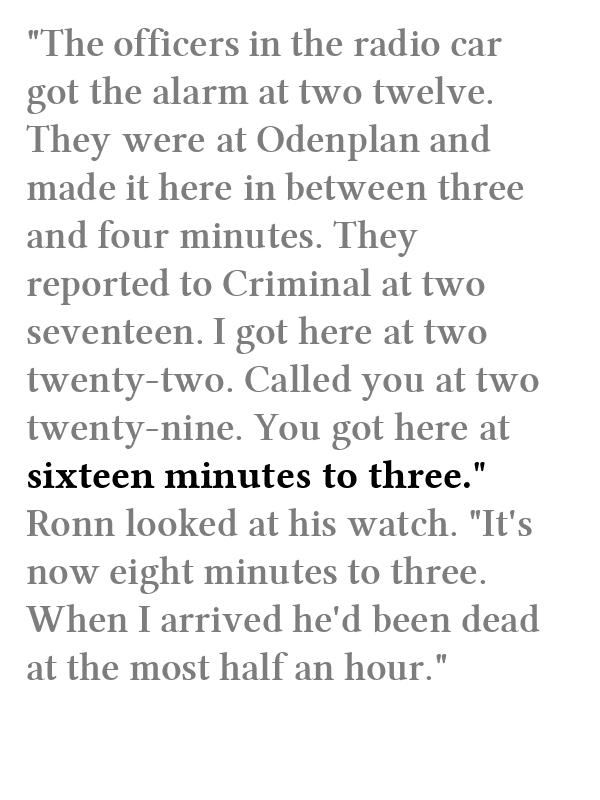 "The officers in the radio car
got the alarm at two twelve.
They were at Odenplan and
made it here in between three
and four minutes. They
reported to Criminal at two
seventeen. I got here at two
twenty-two. Called you at two
twenty-nine. You got here at
sixteen minutes to three."
Ronn looked at his watch. "It's
now eight minutes to three.
When I arrived he'd been dead
at the most half an hour."